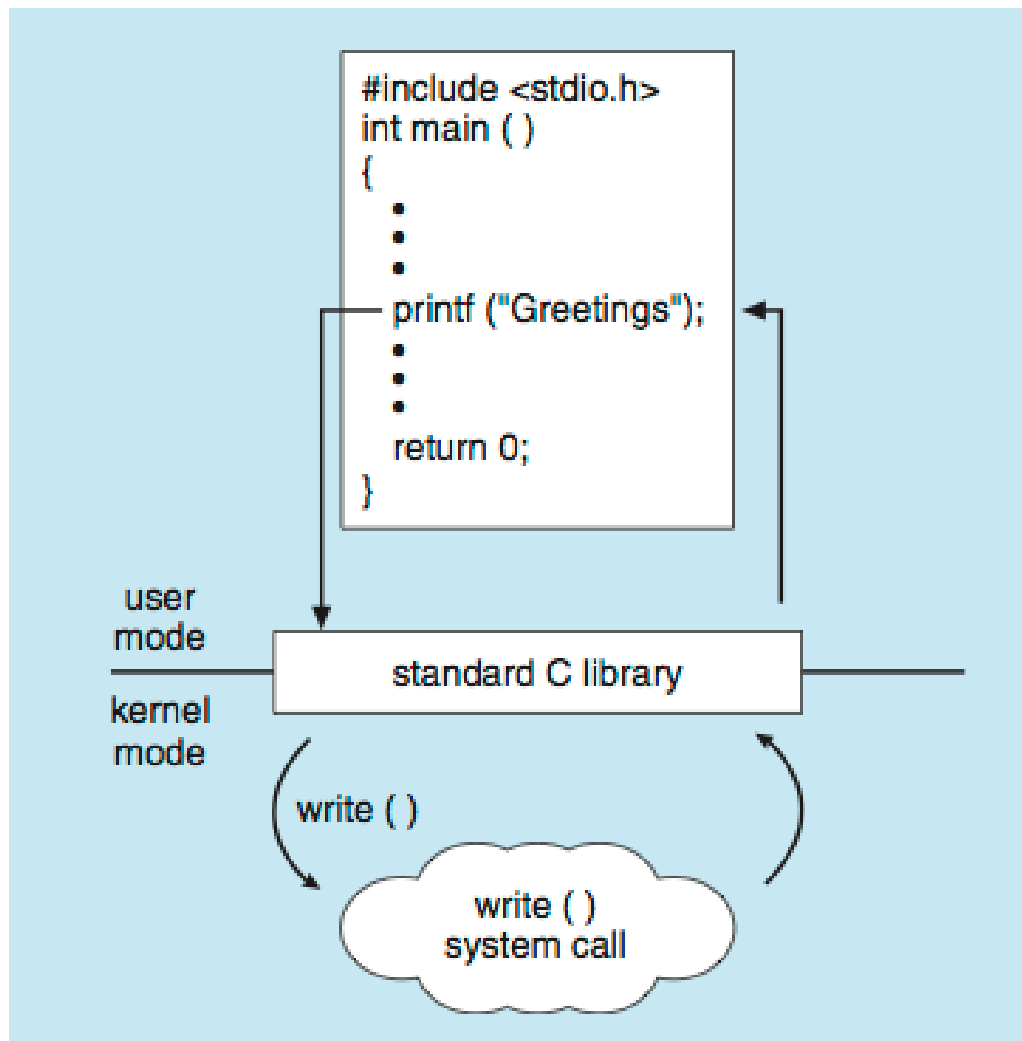 #include <stdio.h>
int main ( )
{
•
•
•
printf ("Greetings");
•
•
•
return 0;
}
user
mode
standard C library
kernel
mode
write ( )
write ( )
system call